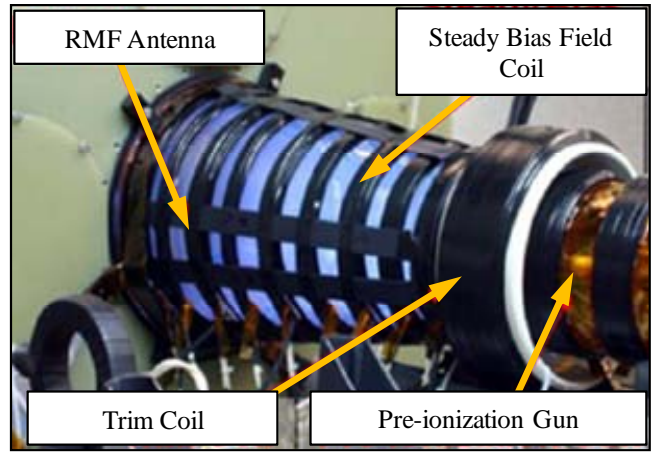 RMF Antenna
Steady Bias Field
Coil
Trim Coil
Pre-ionization Gun